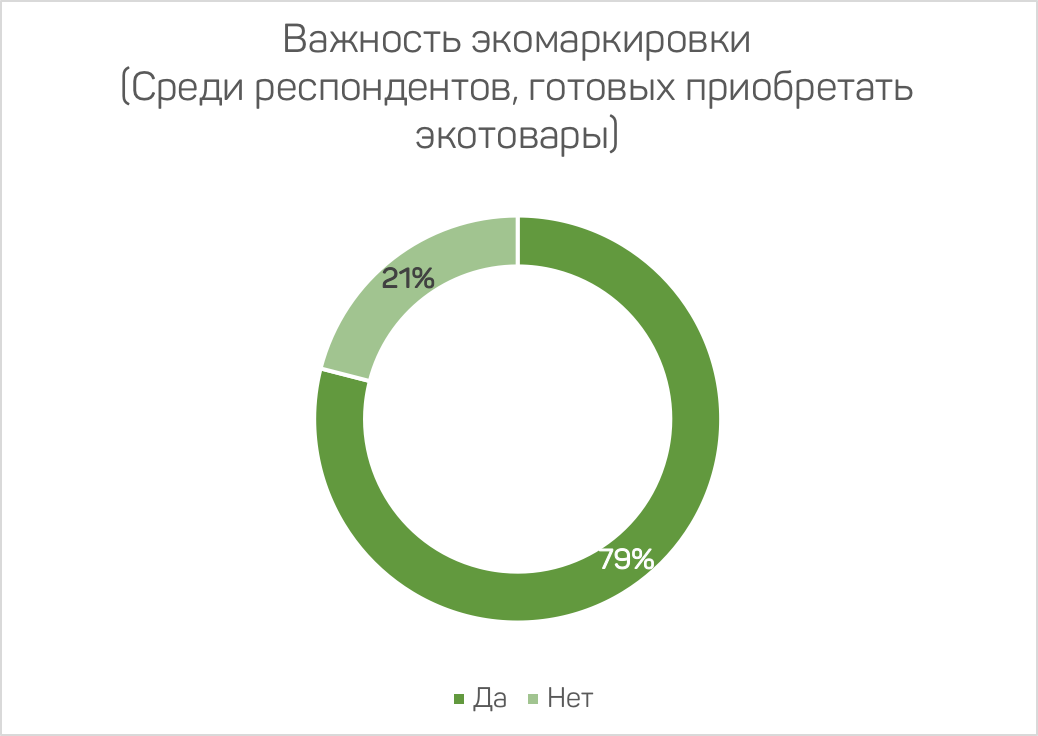 Важность экомаркировки
(Среди респондентов, готовых приобретать
экотовары)
21%
79%
Да Нет